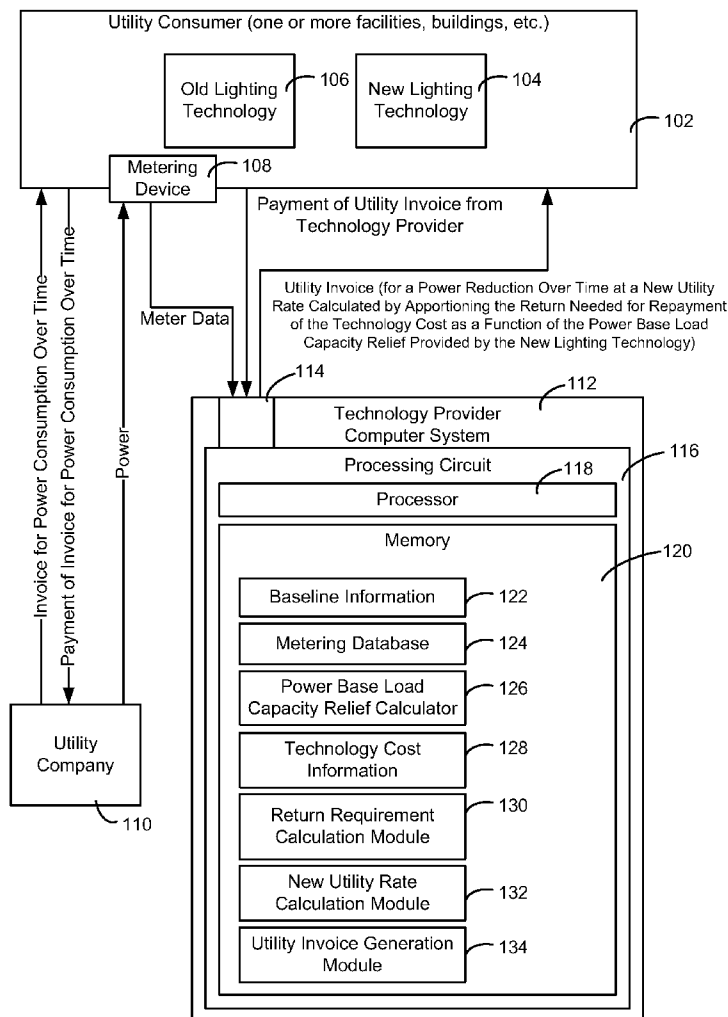 Utility Consumer (one or more facilities, buildings, etc.)
Old Lighting
Technology
106
New Lighting
Technology
104
102
Metering
Device
108
Invoice for Power Consumption Over Time
Payment of Invoice for Power Consumption Over Time
Power
Meter Data
Payment of Utility Invoice from
Technology Provider
Utility Invoice (for a Power Reduction Over Time at a New Utility
Rate Calculated by Apportioning the Return Needed for Repayment
of the Technology Cost as a Function of the Power Base Load
Capacity Relief Provided by the New Lighting Technology)
114
112
Technology Provider
Computer System
Processing Circuit
116
118
Processor
Memory
120
Baseline Information
122
Metering Database
124
Power Base Load
Capacity Relief Calculator
126
Technology Cost
Information
128
Return Requirement
Calculation Module
130
New Utility Rate
Calculation Module
132
Utility Invoice Generation
Module
134
Utility
Company
110